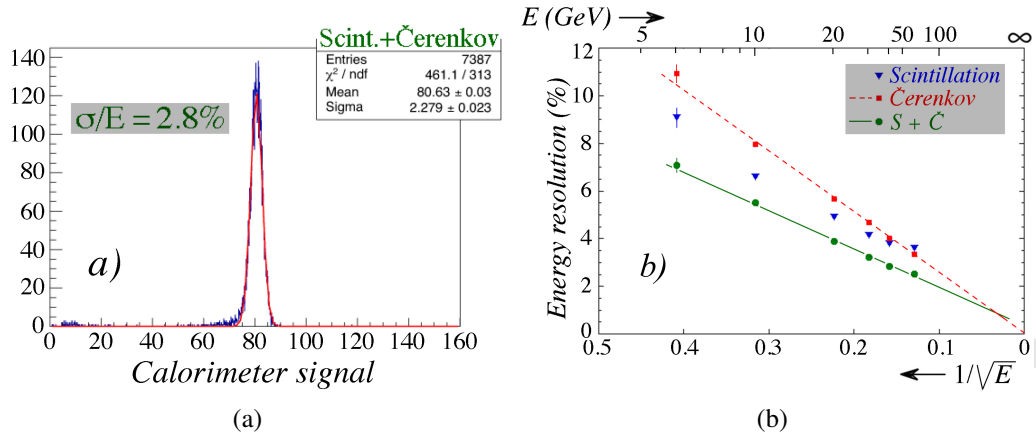 Scint.+Čerenkov
Entries 7387
χ² / ndf 461.1 / 313
Mean 80.63 ± 0.03
Sigma 2.279 ± 0.023
σ/E = 2.8%
a)
140
120
100
80
60
40
20
0
0 20 40 60 80 100 120 140 160
Calorimeter signal
(a)
E (GeV)
5 10 20 50 100 ∞
Energy resolution (%)
12
10
8
6
4
2
0
Scintillation
Čerenkov
S + Č
b)
0.5 0.4 0.3 0.2 0.1 0
1/√E
(b)